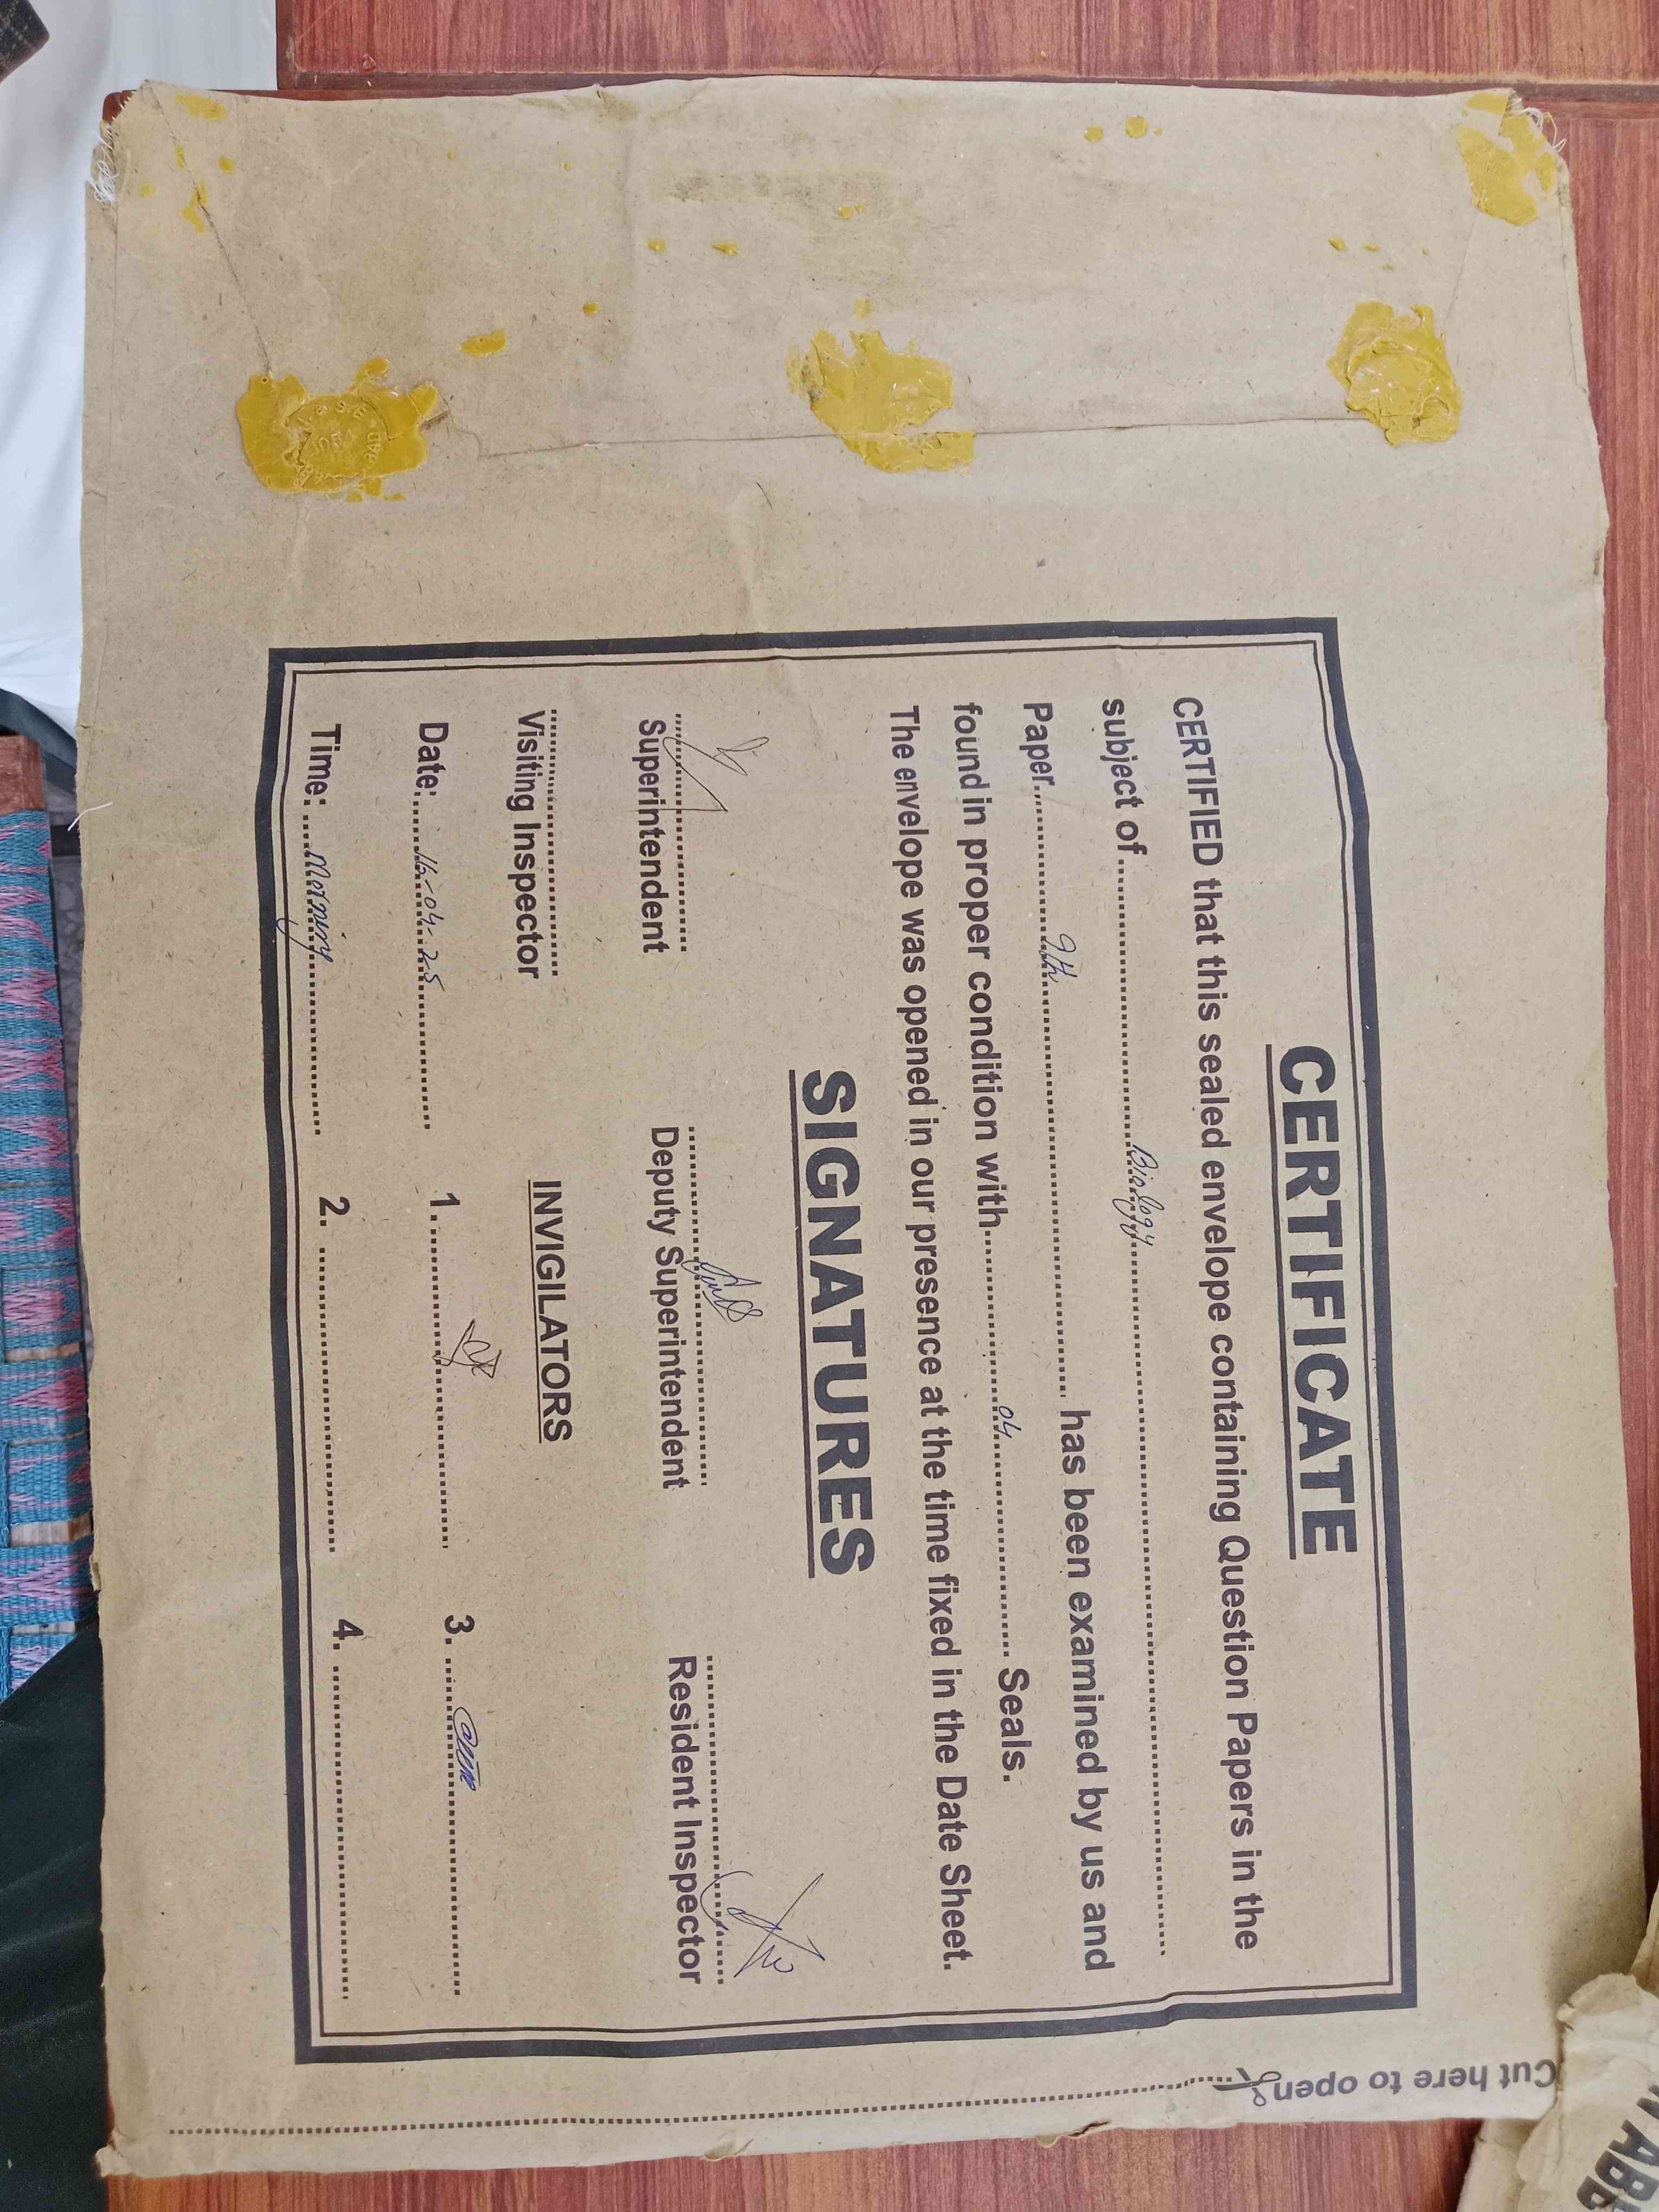 CERTIFICATE
CERTIFIED that this sealed envelope containing Question Papers in the
subject of Biology
Paper 9th has been examined by us and
found in proper condition with 04 Seals.
The envelope was opened in our presence at the time fixed in the Date Sheet.
SIGNATURES
Superintendent Deputy Superintendent Resident Inspector
Visiting Inspector INVIGILATORS
Date: 16-04-25 1. 3.
Time: Morning 2. 4.
Cut here to open